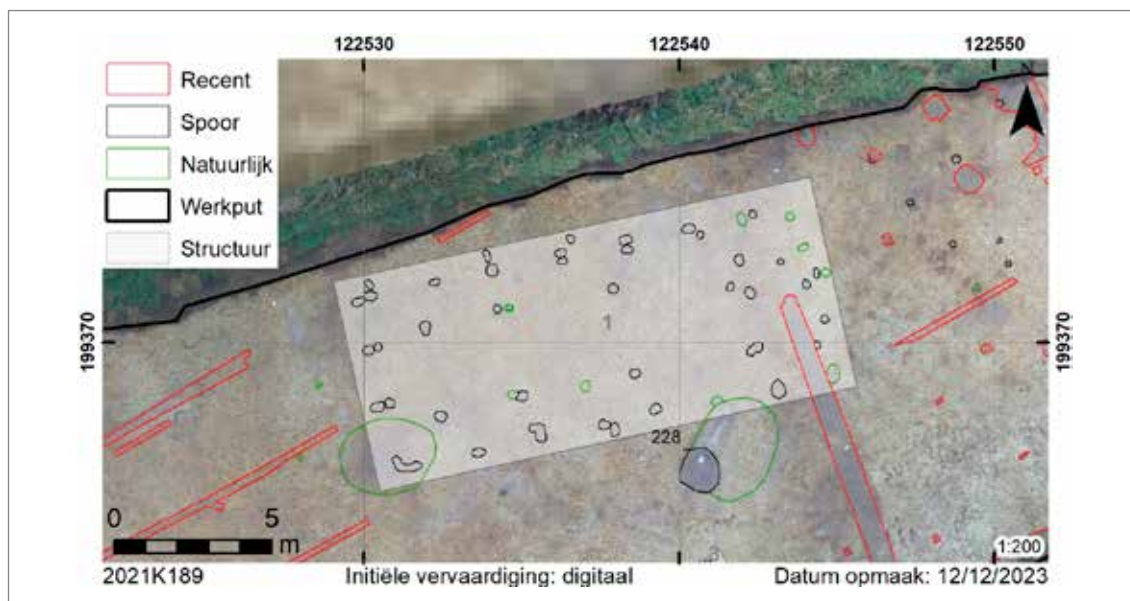 122530 122540 122550
Recent
Spoor
Natuurlijk
Werkput
Structuur
199370 199370
1
228
3
0 5
m
1:200
2021K189 Initiële vervaardiging: digitaal Datum opmaak: 12/12/2023